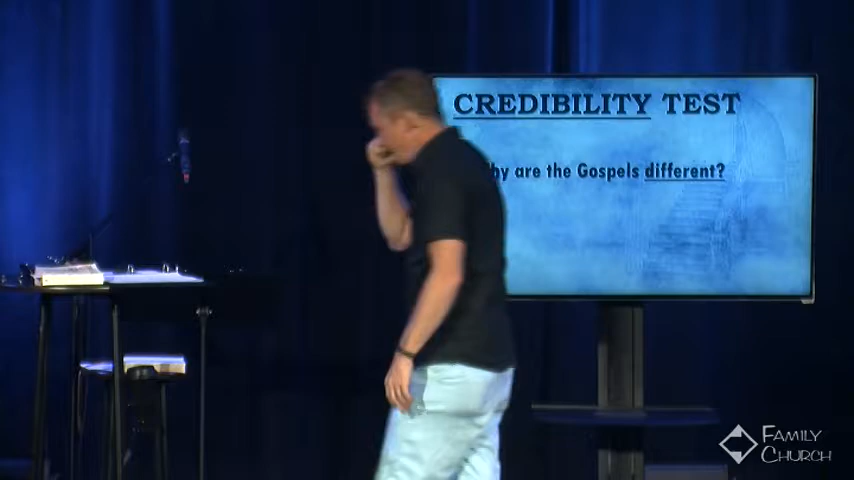 CREDIBILITY TEST
hy are the Gospels different?
FAMILY
CHURCH